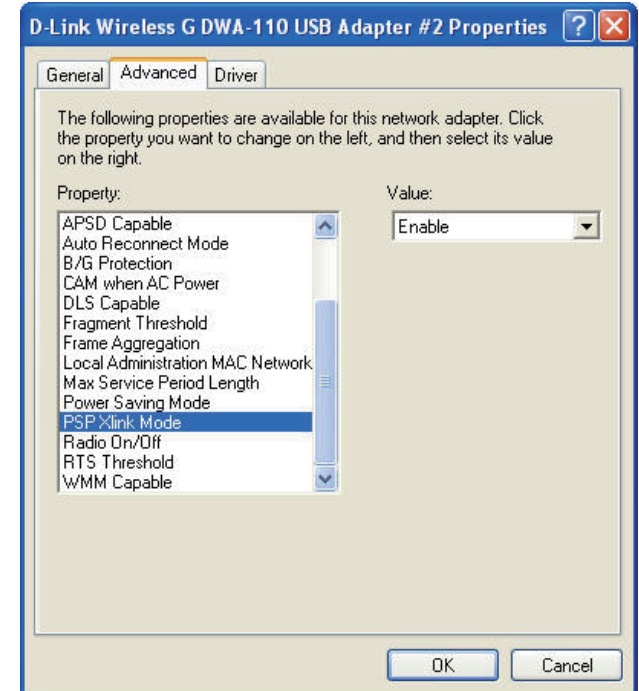 D-Link Wireless G DWA-110 USB Adapter #2 Properties
General Advanced Driver
The following properties are available for this network adapter. Click
the property you want to change on the left, and then select its value
on the right.
Property: Value:
APSD Capable Enable
Auto Reconnect Mode
B/G Protection
CAM when AC Power
DLS Capable
Fragment Threshold
Frame Aggregation
Local Administration MAC Network
Max Service Period Length
Power Saving Mode
PSP Xlink Mode
Radio On/Off
RTS Threshold
WMM Capable
OK Cancel